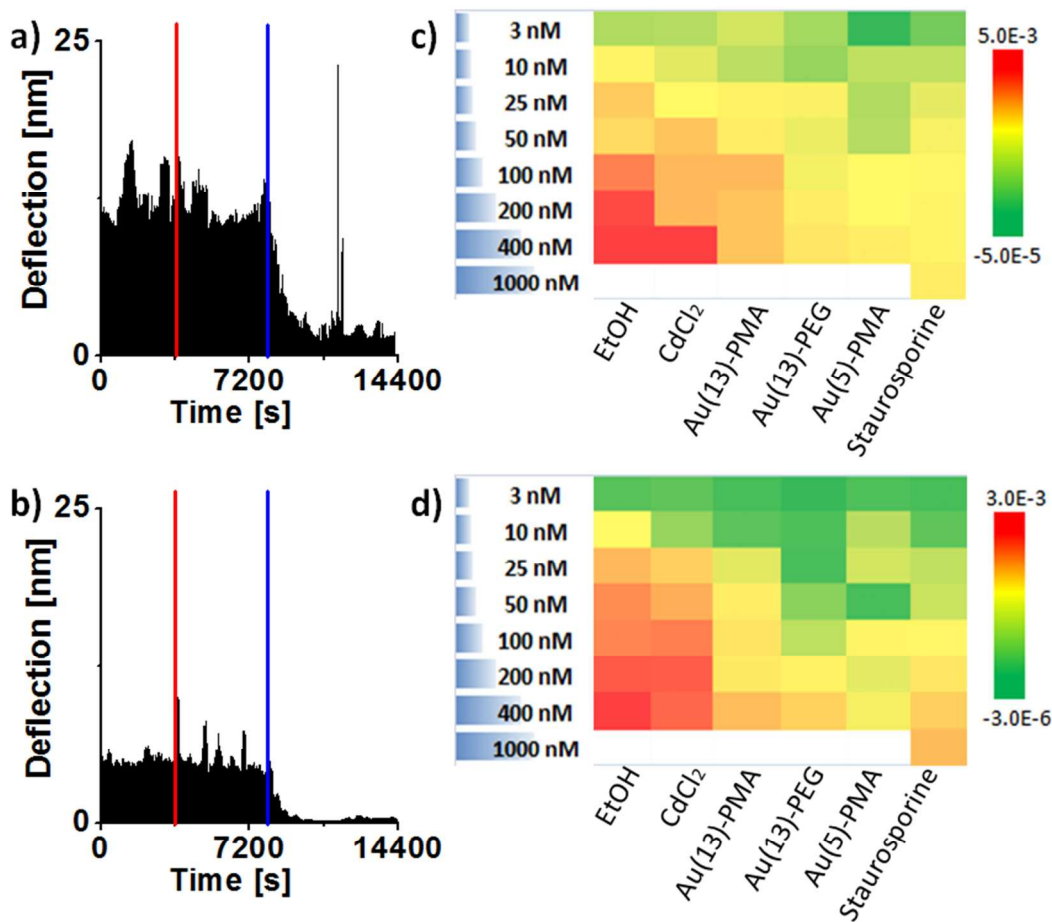 a)
25
Deflection [nm]
0
0 7200 14400
Time [s]
c)
3 nM
10 nM
25 nM
50 nM
100 nM
200 nM
400 nM
1000 nM
EtOH
CdCl₂
Au(13)-PMA
Au(13)-PEG
Au(5)-PMA
Staurosporine
5.0E-3
-5.0E-5
b)
25
Deflection [nm]
0
0 7200 14400
Time [s]
d)
3 nM
10 nM
25 nM
50 nM
100 nM
200 nM
400 nM
1000 nM
EtOH
CdCl₂
Au(13)-PMA
Au(13)-PEG
Au(5)-PMA
Staurosporine
3.0E-3
-3.0E-6